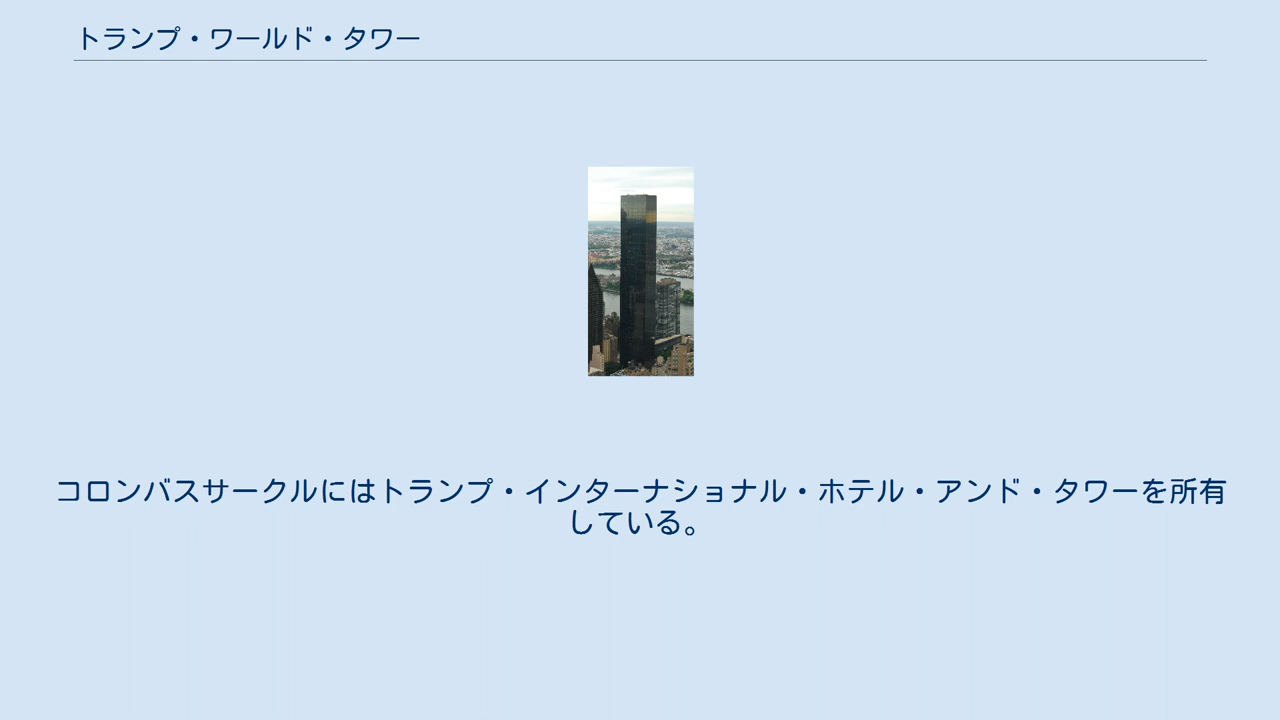 トランプ・ワールド・タワー
コロンバスサークルにはトランプ・インターナショナル・ホテル・アンド・タワーを所有
している。